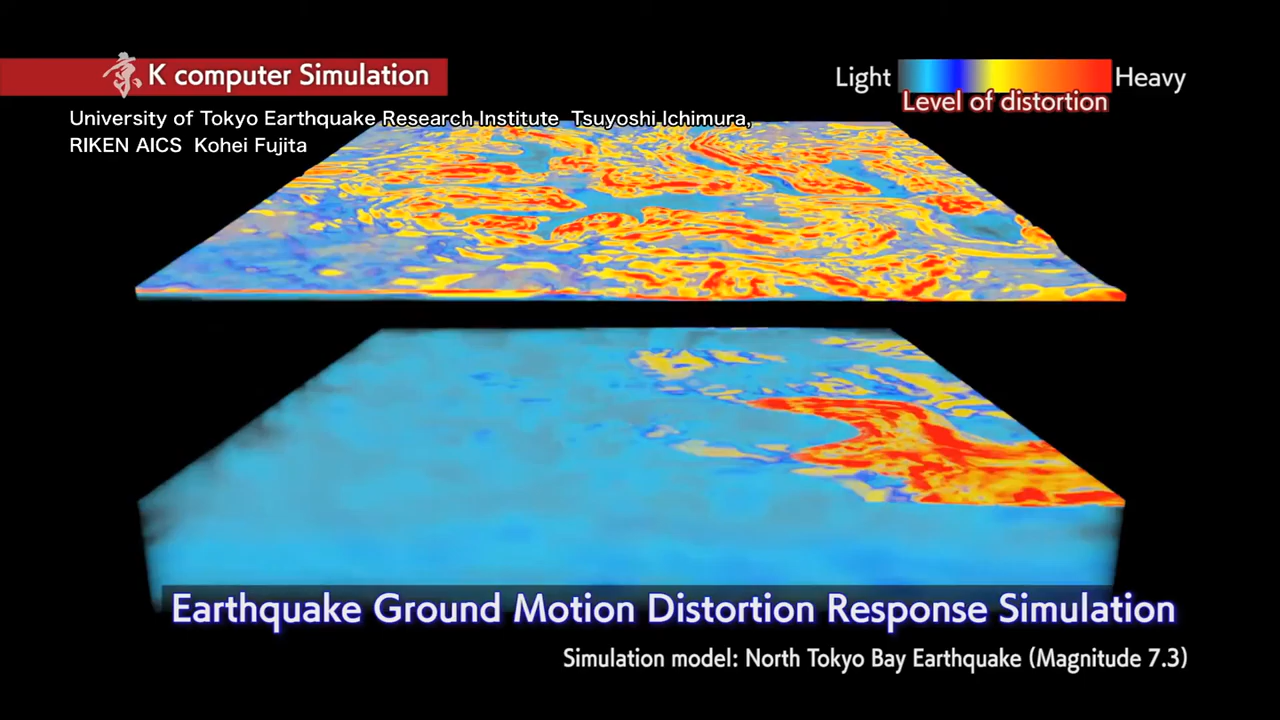 京 K computer Simulation
Light Heavy
Level of distortion
University of Tokyo Earthquake Research Institute Tsuyoshi Ichimura,
RIKEN AICS Kohei Fujita
Earthquake Ground Motion Distortion Response Simulation
Simulation model: North Tokyo Bay Earthquake (Magnitude 7.3)